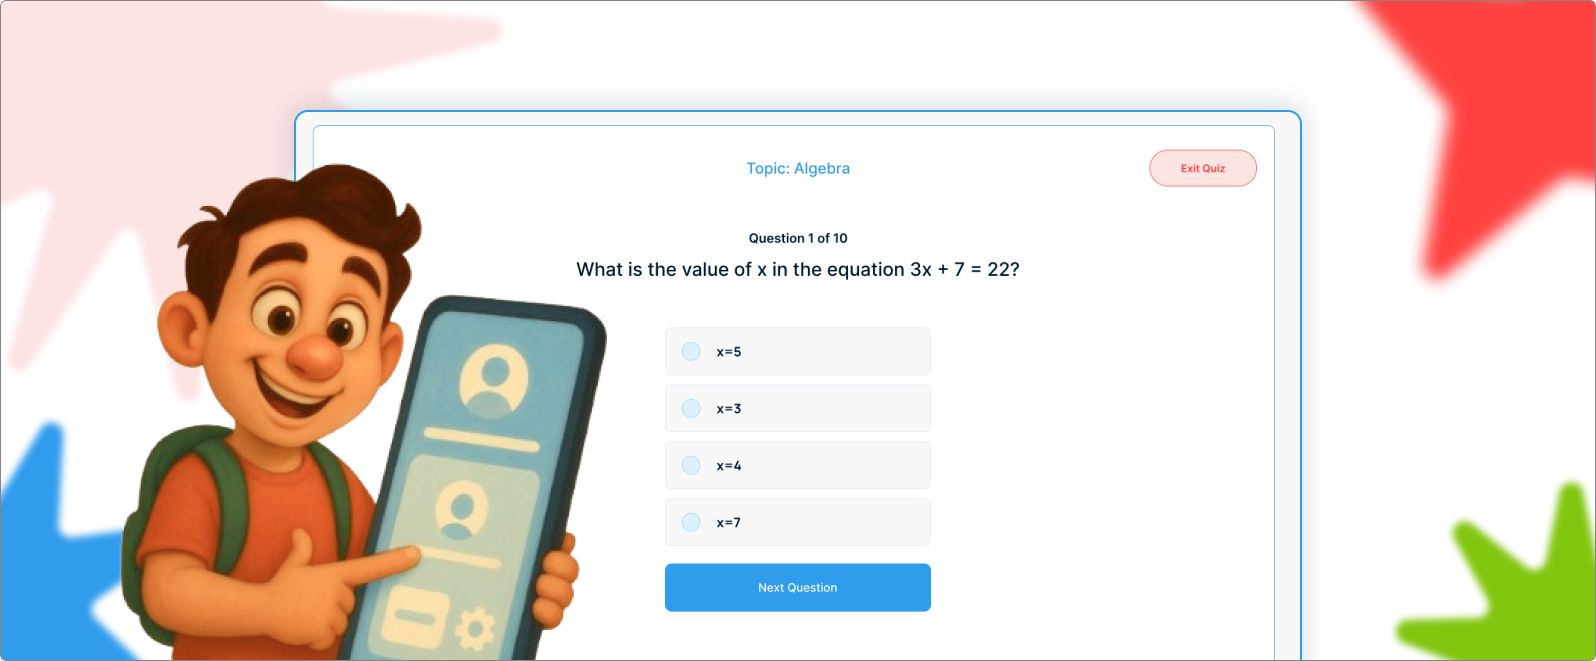 Topic: Algebra
Exit Quiz
Question 1 of 10
What is the value of x in the equation 3x + 7 = 22?
x=5
x=3
x=4
x=7
Next Question